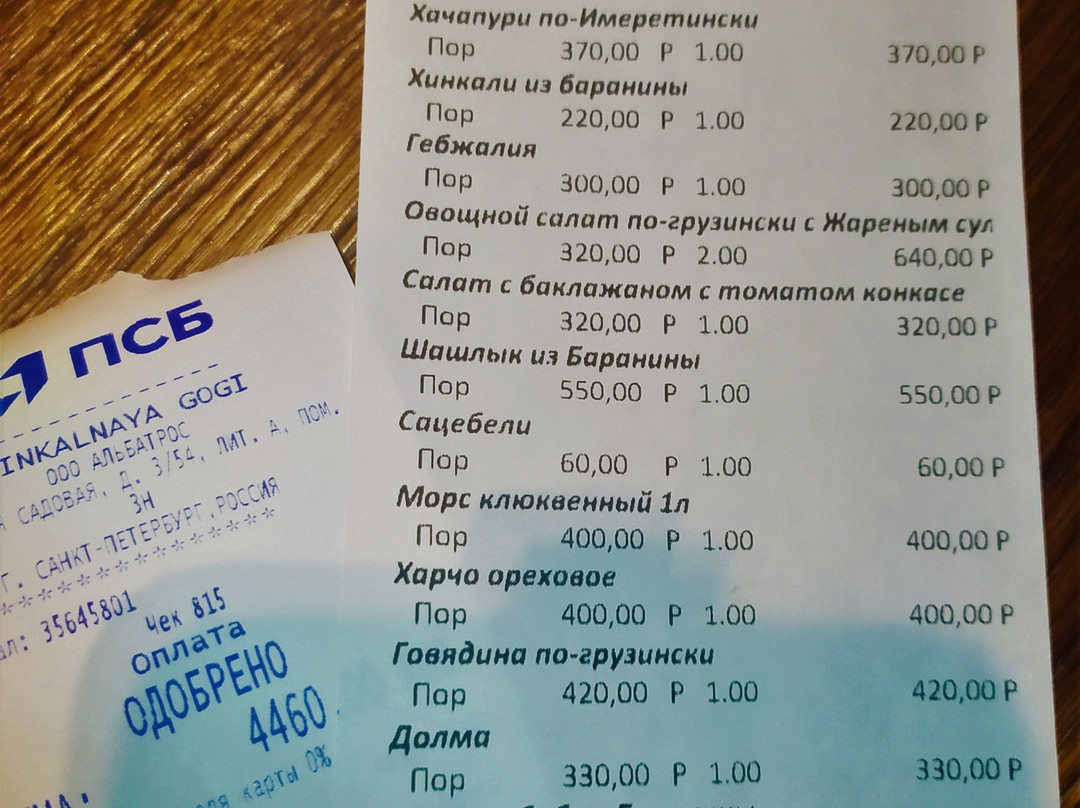 Хачапури по-Имеретински
Пор 370,00 Р 1.00 370,00 Р
Хинкали из баранины
Пор 220,00 Р 1.00 220,00 Р
Гебжалия
Пор 300,00 Р 1.00 300,00 Р
Овощной салат по-грузински с Жареным сул
Пор 320,00 Р 2.00 640,00 Р
Салат с баклажаном с томатом конкасе
Пор 320,00 Р 1.00 320,00 Р
Шашлык из Баранины
Пор 550,00 Р 1.00 550,00 Р
Сацебели
Пор 60,00 Р 1.00 60,00 Р
Морс клюквенный 1л
Пор 400,00 Р 1.00 400,00 Р
Харчо ореховое
Пор 400,00 Р 1.00 400,00 Р
Говядина по-грузински
Пор 420,00 Р 1.00 420,00 Р
Долма
Пор 330,00 Р 1.00 330,00 Р
ПСБ
INKALNAYA GOGI
ООО АЛЬБАТРОС
САДОВАЯ, Д. 3/54, ЛИТ. А, ПОМ.
3Н
Г. САНКТ-ПЕТЕРБУРГ,РОССИЯ
ал: 35645801
Чек 815
Оплата
ОДОБРЕНО
4460
карты 0%